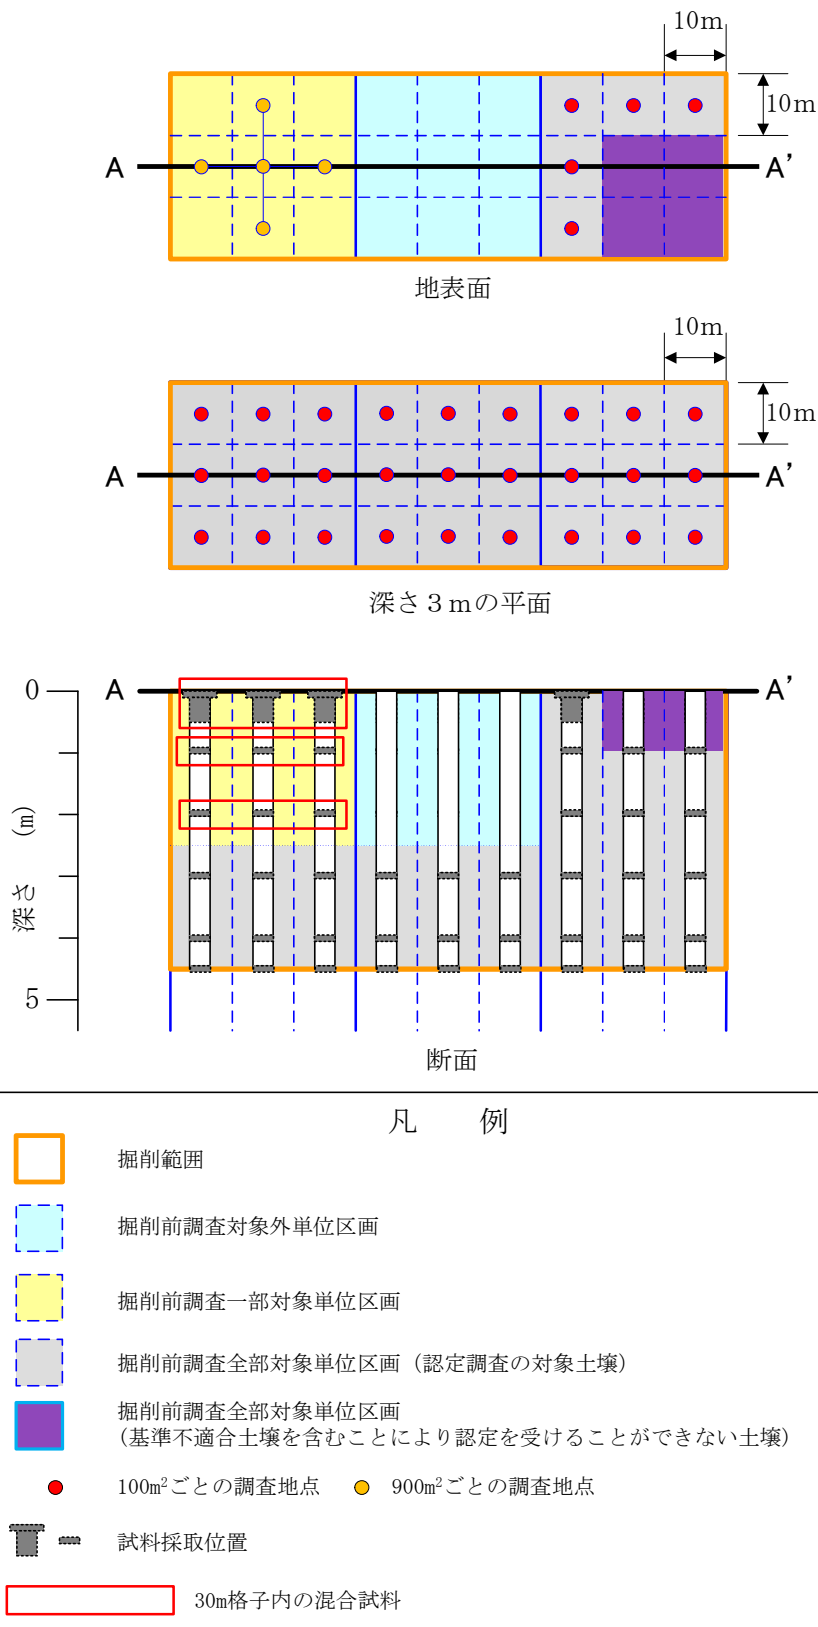 10m
10m
A
A’
地表面
10m
10m
A
A’
深さ３mの平面
0
A
A’
深さ (m)
5
断面
凡 例
掘削範囲
掘削前調査対象外単位区画
掘削前調査一部対象単位区画
掘削前調査全部対象単位区画（認定調査の対象土壌）
掘削前調査全部対象単位区画
(基準不適合土壌を含むことにより認定を受けることができない土壌)
100m²ごとの調査地点 900m²ごとの調査地点
試料採取位置
30m格子内の混合試料